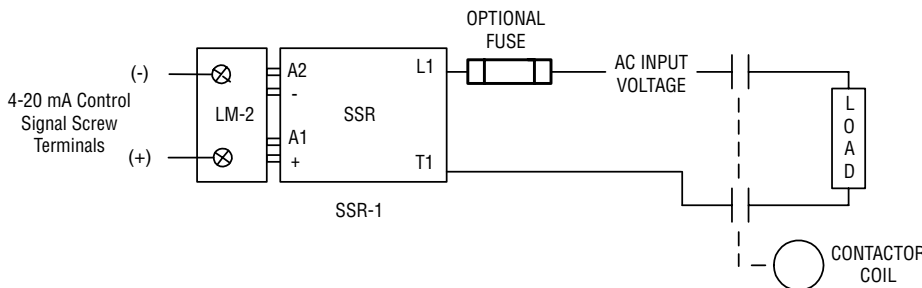 OPTIONAL
FUSE
(-)
4-20 mA Control
Signal Screw
Terminals
(+)
LM-2
A2
-
A1
+
SSR
L1
T1
SSR-1
AC INPUT
VOLTAGE
LOAD
CONTACTOR
COIL